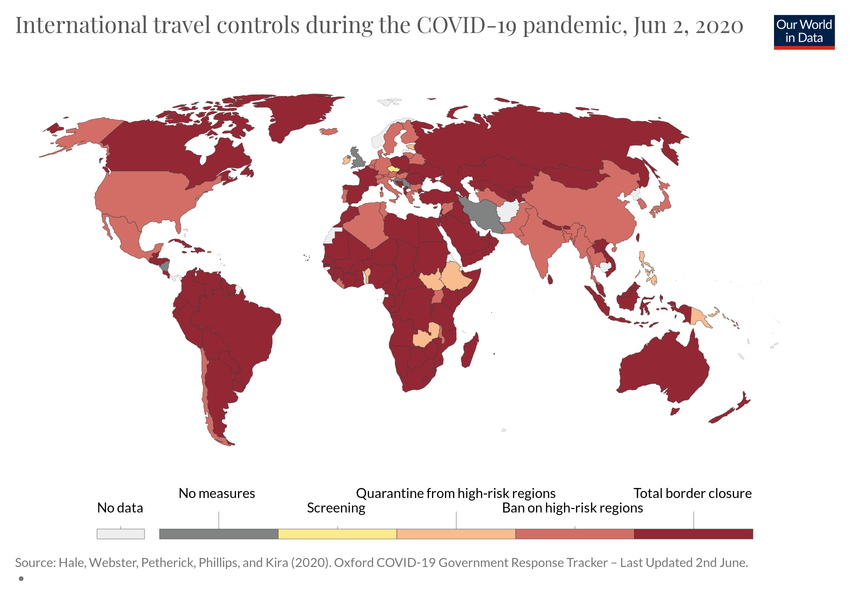 International travel controls during the COVID-19 pandemic, Jun 2, 2020
Our World
in Data
No data
No measures
Screening
Quarantine from high-risk regions
Ban on high-risk regions
Total border closure
Source: Hale, Webster, Petherick, Phillips, and Kira (2020). Oxford COVID-19 Government Response Tracker – Last Updated 2nd June.